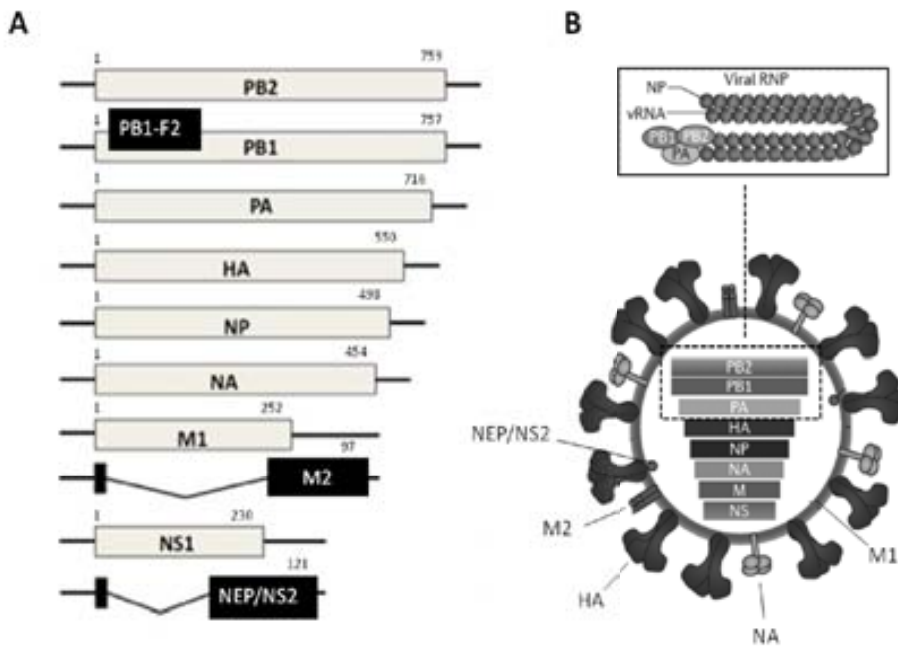 A
1 759
PB2
1 757
PB1-F2
PB1
1 716
PA
1 550
HA
1 498
NP
1 454
NA
1 252
M1
97
M2
1 230
NS1
121
NEP/NS2
B
Viral RNP
NP
vRNA
PB1 PB2
PA
PB2
PB1
PA
HA
NP
NA
M
NS
NEP/NS2
M2
HA
NA
M1